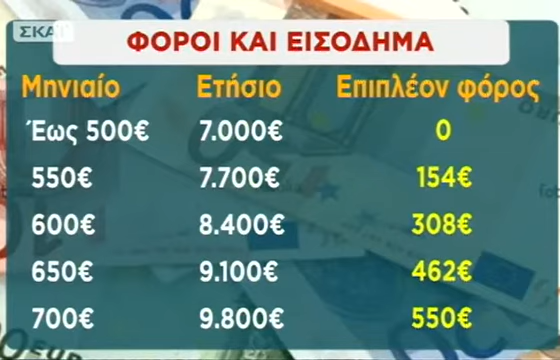 ΣΚΑΪ
ΦΟΡΟΙ ΚΑΙ ΕΙΣΟΔΗΜΑ
Μηνιαίο Ετήσιο Επιπλέον φόρος
Έως 500€ 7.000€ 0
550€ 7.700€ 154€
600€ 8.400€ 308€
650€ 9.100€ 462€
700€ 9.800€ 550€